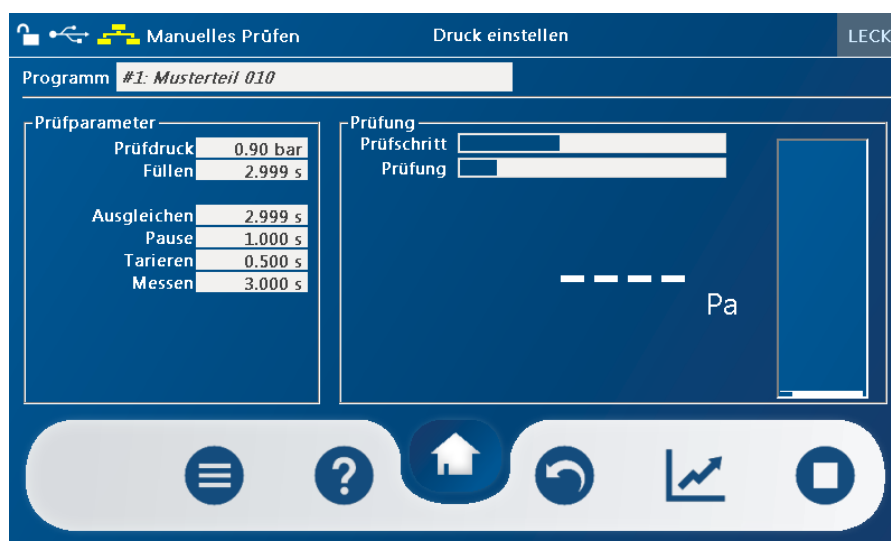 Manuelles Prüfen Druck einstellen LECK
Programm #1: Musterteil 010
Prüfparameter
Prüfdruck 0.90 bar
Füllen 2.999 s
Ausgleichen 2.999 s
Pause 1.000 s
Tarieren 0.500 s
Messen 3.000 s
Prüfung
Prüfschritt
Prüfung
– – – –
Pa
?